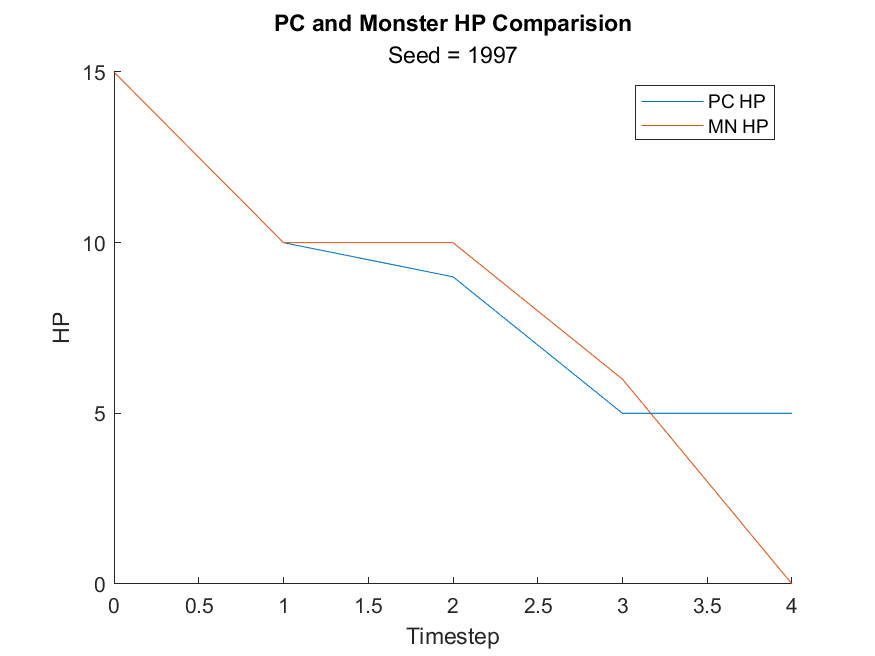 PC and Monster HP Comparision
Seed = 1997
PC HP
MN HP
15
10
5
0
HP
0 0.5 1 1.5 2 2.5 3 3.5 4
Timestep